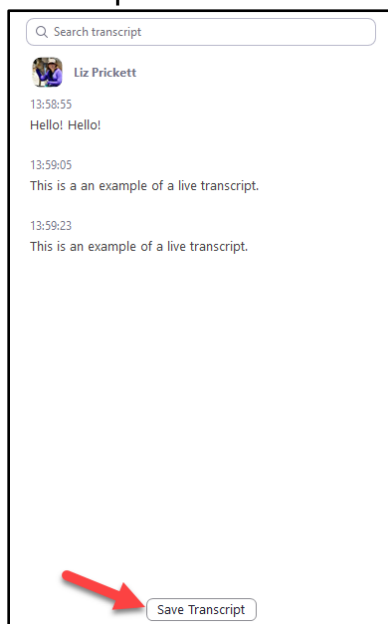 Search transcript
Liz Prickett
13:58:55
Hello! Hello!
13:59:05
This is a an example of a live transcript.
13:59:23
This is an example of a live transcript.
Save Transcript